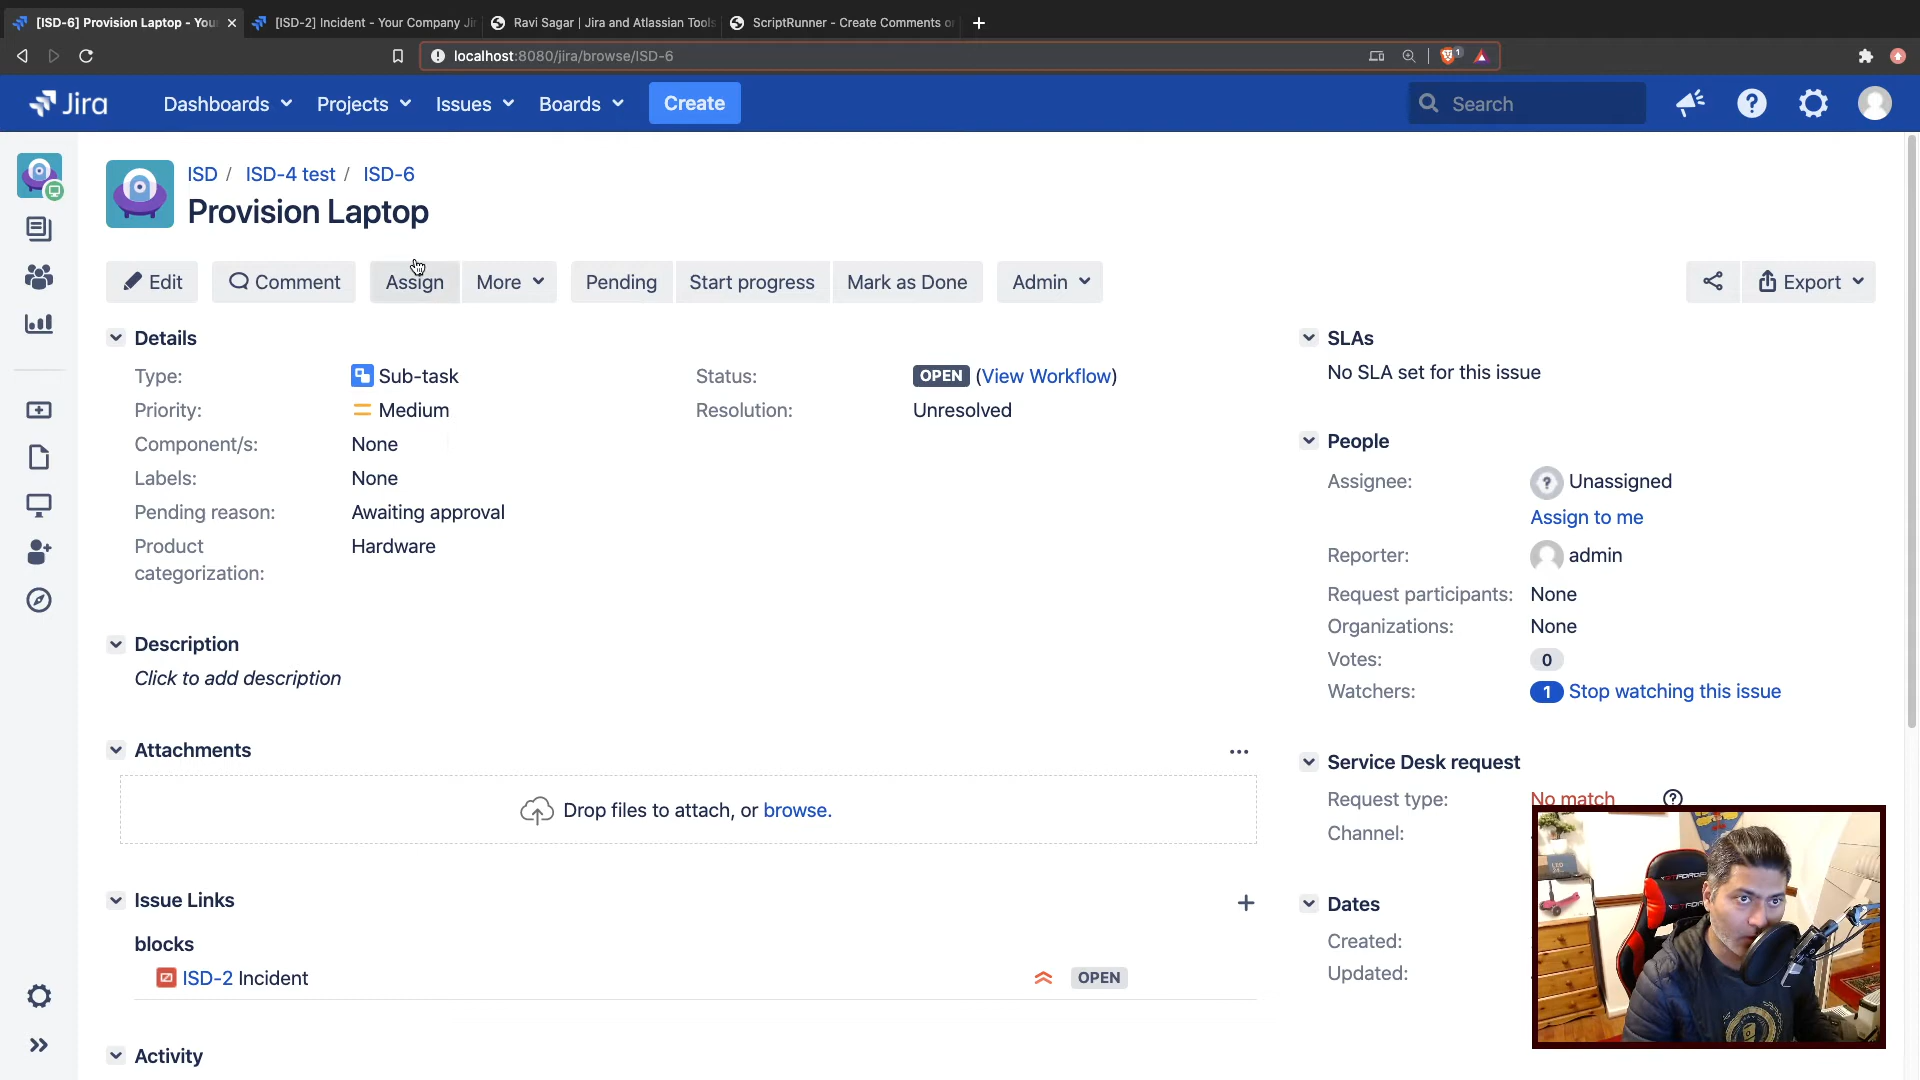 [ISD-6] Provision Laptop - You
[ISD-2] Incident - Your Company Ji
Ravi Sagar | Jira and Atlassian Tools
ScriptRunner - Create Comments o
localhost:8080/jira/browse/ISD-6
1
Jira
Dashboards
Projects
Issues
Boards
Create
Search
ISD / ISD-4 test / ISD-6
Provision Laptop
Edit
Comment
Assign
More
Pending
Start progress
Mark as Done
Admin
Export
Details
Type: Sub-task
Status: OPEN (View Workflow)
Priority: Medium
Resolution: Unresolved
Component/s: None
Labels: None
Pending reason: Awaiting approval
Product categorization: Hardware
Description
Click to add description
Attachments
Drop files to attach, or browse.
Issue Links
blocks
ISD-2 Incident OPEN
Activity
SLAs
No SLA set for this issue
People
Assignee: Unassigned
Assign to me
Reporter: admin
Request participants: None
Organizations: None
Votes: 0
Watchers: 1 Stop watching this issue
Service Desk request
Request type: No match
Channel:
Dates
Created:
Updated: